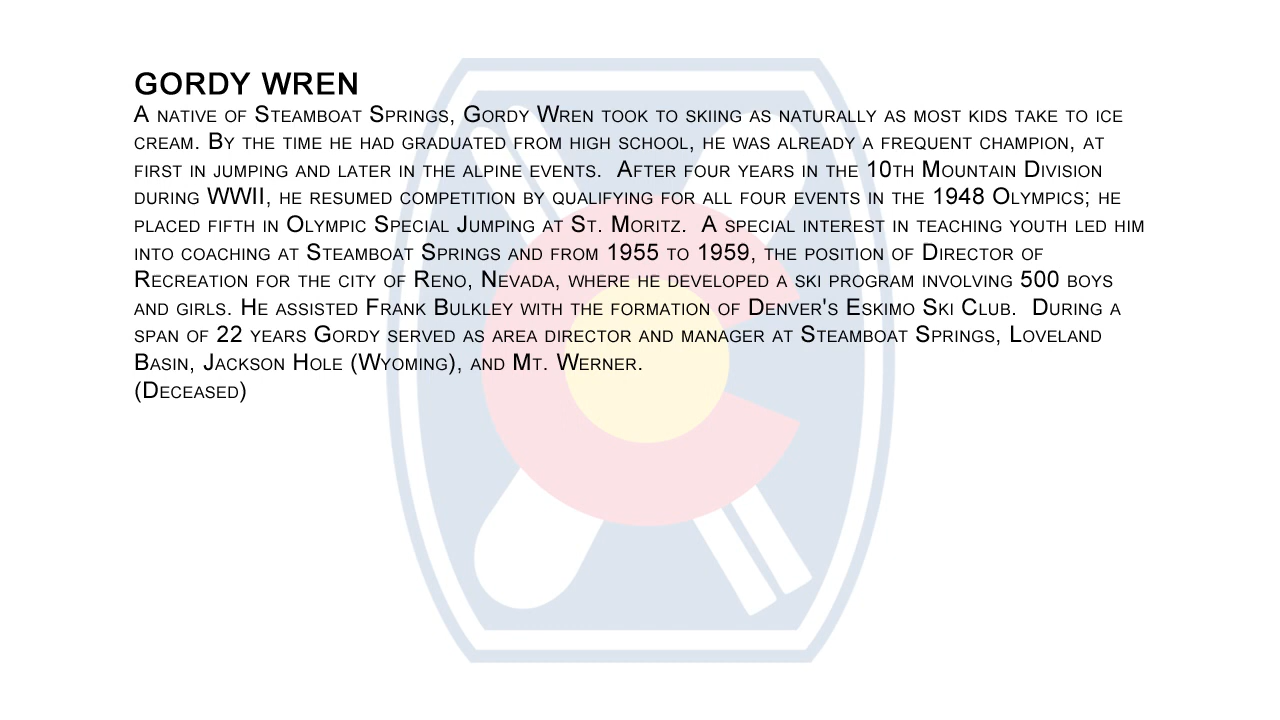 GORDY WREN
A native of Steamboat Springs, Gordy Wren took to skiing as naturally as most kids take to ice
cream. By the time he had graduated from high school, he was already a frequent champion, at
first in jumping and later in the alpine events.  After four years in the 10th Mountain Division
during WWII, he resumed competition by qualifying for all four events in the 1948 Olympics; he
placed fifth in Olympic Special Jumping at St. Moritz.  A special interest in teaching youth led him
into coaching at Steamboat Springs and from 1955 to 1959, the position of Director of
Recreation for the city of Reno, Nevada, where he developed a ski program involving 500 boys
and girls. He assisted Frank Bulkley with the formation of Denver's Eskimo Ski Club.  During a
span of 22 years Gordy served as area director and manager at Steamboat Springs, Loveland
Basin, Jackson Hole (Wyoming), and Mt. Werner.
(Deceased)